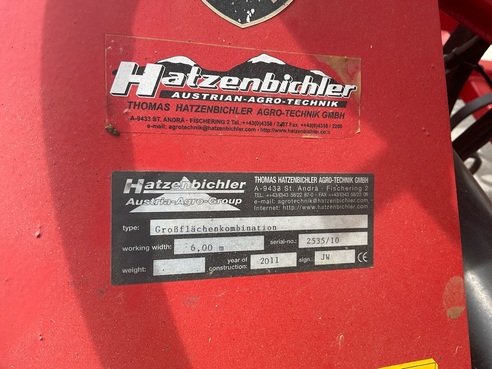 Hatzenbichler
AUSTRIAN-AGRO-TECHNIK
THOMAS HATZENBICHLER AGRO-TECHNIK GMBH
A-9433 ST. ANDRÄ - FISCHERING 2
e-mail: agrotechnik@hatzenbichler.com - http://www.hatzenbichler.com
Hatzenbichler
Austria-Agro-Group
THOMAS HATZENBICHLER AGRO-TECHNIK GMBH
A-9433 St. Andrä - Fischering 2
agrotechnik@hatzenbichler.com
Internet: http://www.hatzenbichler.com
type: Großflächenkombination
working width: 6,00 m serial-no.: 2535/10
weight: year of construction: 2011 sign.: JW CE